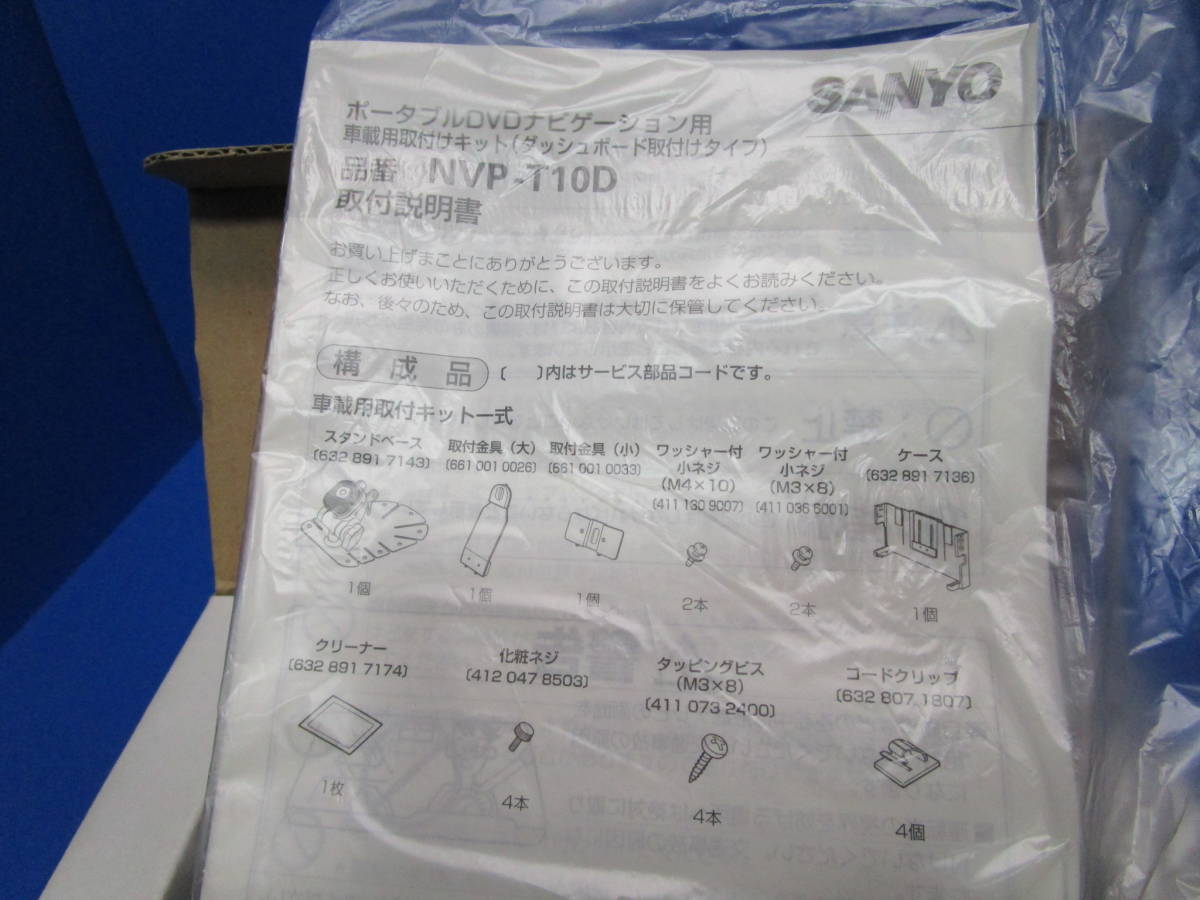 SANYO
ポータブルDVDナビゲーション用
車載用取付けキット(ダッシュボード取付けタイプ)
品番 NVP-T10D
取付説明書
お買い上げまことにありがとうございます。
正しくお使いいただくために、この取付説明書をよくお読みください。
なお、後々のため、この取付説明書は大切に保管してください。
構成品 〔 〕内はサービス部品コードです。
車載用取付キット一式
スタンドベース
〔632 891 7143〕
1個
取付金具(大)
〔661 001 0026〕
1個
取付金具(小)
〔661 001 0033〕
1個
ワッシャー付
小ネジ
(M4×10)
〔411 130 9007〕
2本
ワッシャー付
小ネジ
(M3×8)
〔411 036 5001〕
2本
ケース
〔632 891 7136〕
1個
クリーナー
〔632 891 7174〕
1枚
化粧ネジ
〔412 047 8503〕
4本
タッピングビス
(M3×8)
〔411 073 2400〕
4本
コードクリップ
〔632 807 1807〕
4個